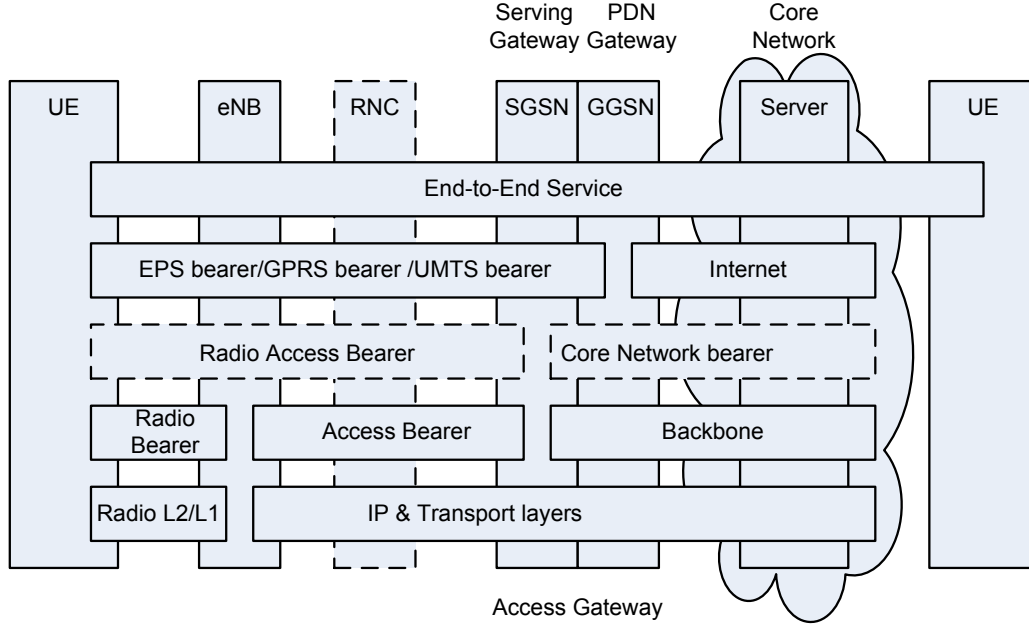 Serving Gateway
PDN Gateway
Core Network
UE
eNB
RNC
SGSN
GGSN
Server
UE
End-to-End Service
EPS bearer/GPRS bearer /UMTS bearer
Internet
Radio Access Bearer
Core Network bearer
Radio Bearer
Access Bearer
Backbone
Radio L2/L1
IP & Transport layers
Access Gateway